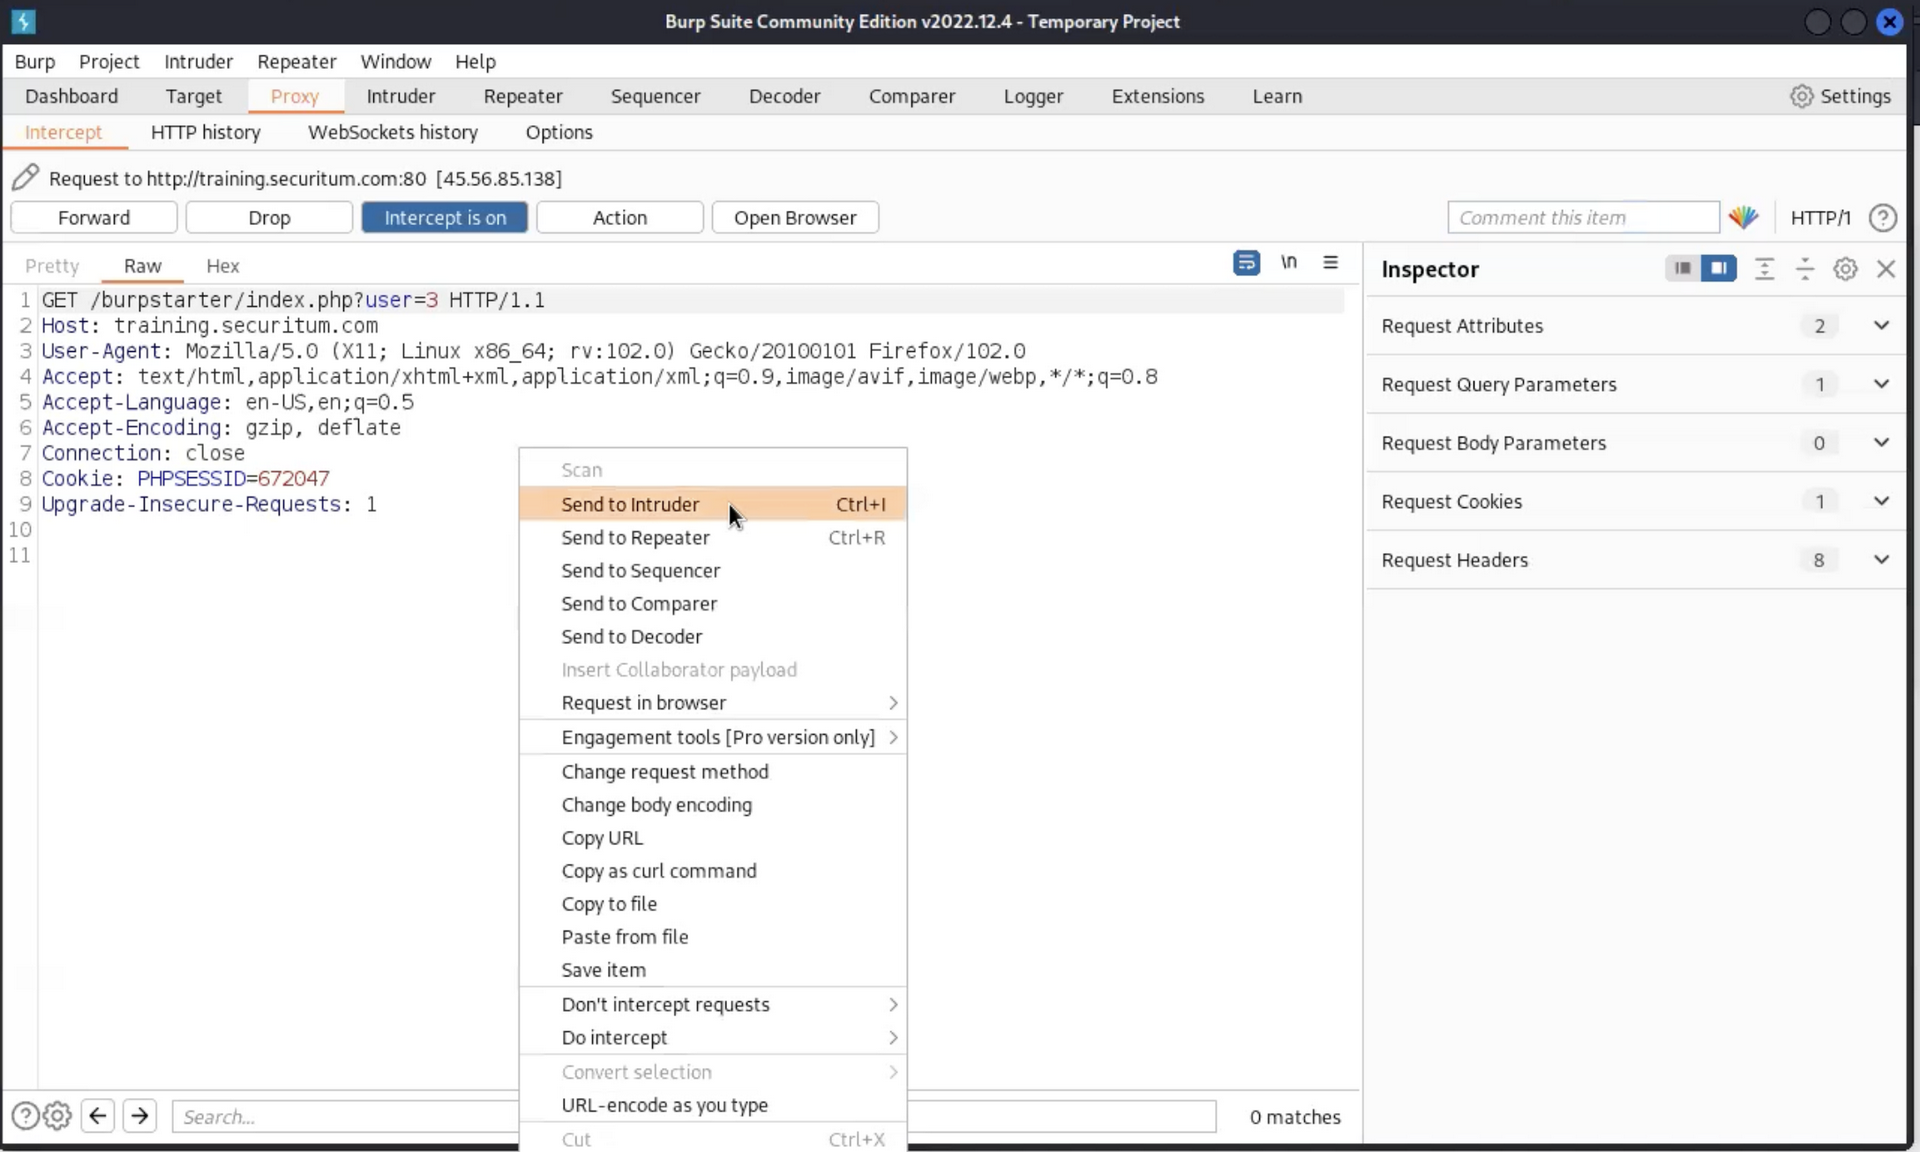 Burp Suite Community Edition v2022.12.4 - Temporary Project
Burp Project Intruder Repeater Window Help
Dashboard Target Proxy Intruder Repeater Sequencer Decoder Comparer Logger Extensions Learn Settings
Intercept HTTP history WebSockets history Options
Request to http://training.securitum.com:80 [45.56.85.138]
Forward Drop Intercept is on Action Open Browser Comment this item HTTP/1 ?
Pretty Raw Hex \n
1 GET /burpstarter/index.php?user=3 HTTP/1.1
2 Host: training.securitum.com
3 User-Agent: Mozilla/5.0 (X11; Linux x86_64; rv:102.0) Gecko/20100101 Firefox/102.0
4 Accept: text/html,application/xhtml+xml,application/xml;q=0.9,image/avif,image/webp,*/*;q=0.8
5 Accept-Language: en-US,en;q=0.5
6 Accept-Encoding: gzip, deflate
7 Connection: close
8 Cookie: PHPSESSID=672047
9 Upgrade-Insecure-Requests: 1
10
11
Scan
Send to Intruder Ctrl+I
Send to Repeater Ctrl+R
Send to Sequencer
Send to Comparer
Send to Decoder
Insert Collaborator payload
Request in browser
Engagement tools [Pro version only]
Change request method
Change body encoding
Copy URL
Copy as curl command
Copy to file
Paste from file
Save item
Don't intercept requests
Do intercept
Convert selection
URL-encode as you type
Cut Ctrl+X
Inspector
Request Attributes 2
Request Query Parameters 1
Request Body Parameters 0
Request Cookies 1
Request Headers 8
? Search... 0 matches